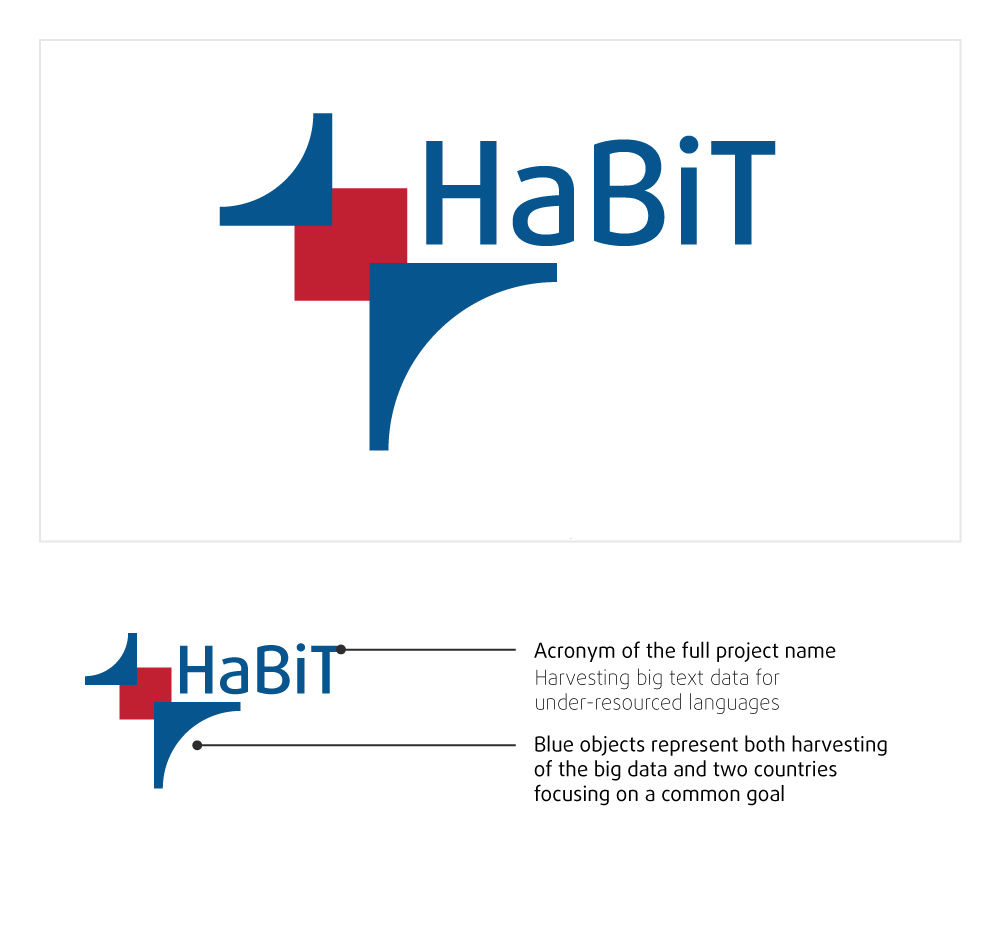 HaBiT
HaBiT
Acronym of the full project name
Harvesting big text data for
under-resourced languages
Blue objects represent both harvesting
of the big data and two countries
focusing on a common goal